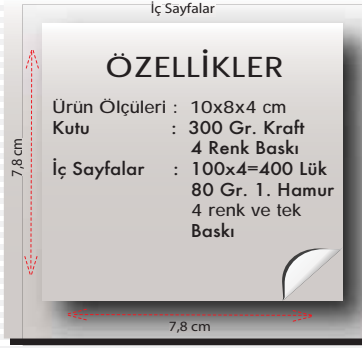 İç Sayfalar
ÖZELLİKLER
Ürün Ölçüleri : 10x8x4 cm
Kutu : 300 Gr. Kraft
4 Renk Baskı
İç Sayfalar : 100x4=400 Lük
80 Gr. 1. Hamur
4 renk ve tek
Baskı
7,8 cm
7,8 cm